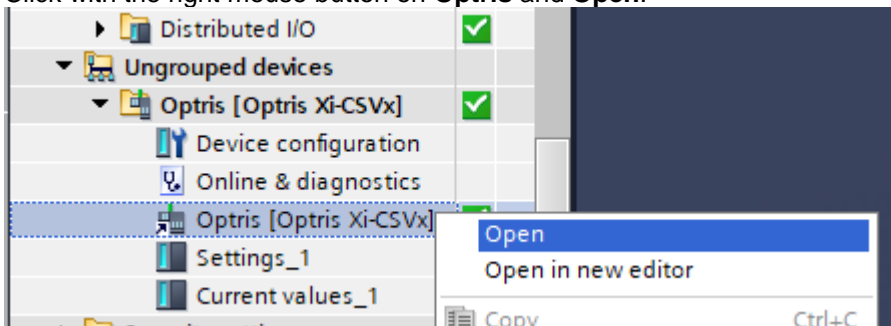 Click with the right mouse button on Optris and Open.
Distributed I/O
Ungrouped devices
Optris [Optris Xi-CSVx]
Device configuration
Online & diagnostics
Optris [Optris Xi-CSVx]
Open
Settings_1
Open in new editor
Current values_1
Copy Ctrl+C